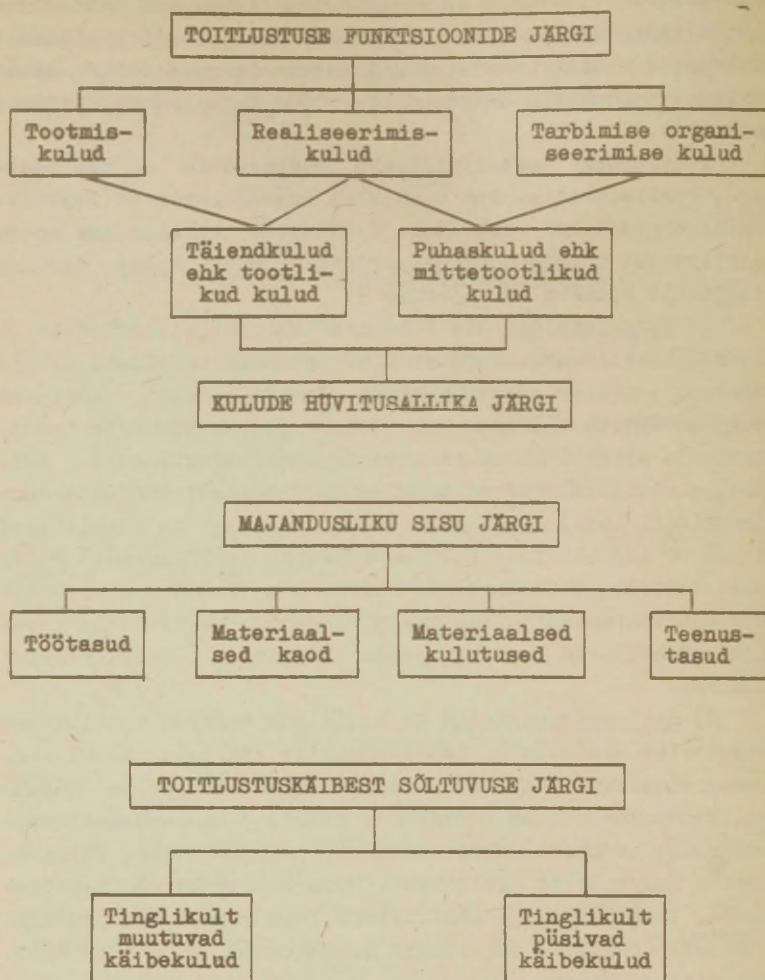 TOITLUSTUSE FUNKTSIOONIDE JÄRGI
Tootmis-
kulud
Realiseerimis-
kulud
Tarbimise organi-
seerimise kulud
Täiendkulud
ehk tootli-
kud kulud
Puhaskulud ehk
mittetootlikud
kulud
KULUDE HÜVITUSALLIKA JÄRGI
MAJANDUSLIKU SISU JÄRGI
Töötasud
Materiaal-
sed kaod
Materiaalsed
kulutused
Teenus-
tasud
TOITLUSTUSKÄIBEST SÕLTUVUSE JÄRGI
Tinglikult
muutuvad
käibekulud
Tinglikult
püsivad
käibekulud